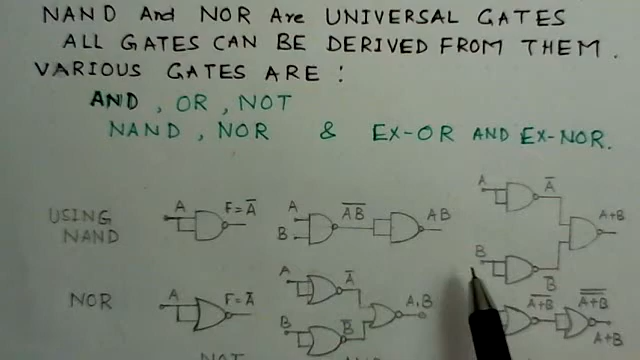 NAND And NOR Are UNIVERSAL GATES
ALL GATES CAN BE DERIVED FROM THEM.
VARIOUS GATES ARE :
AND , OR , NOT
NAND , NOR & EX-OR AND EX-NOR.
USING NAND
A F=A̅
A B A̅B̅ AB
A A̅ B B̅ A+B
NOR
A F=A̅
A A̅ B B̅ A.B
A̅+̅B̅ A+B
NOT